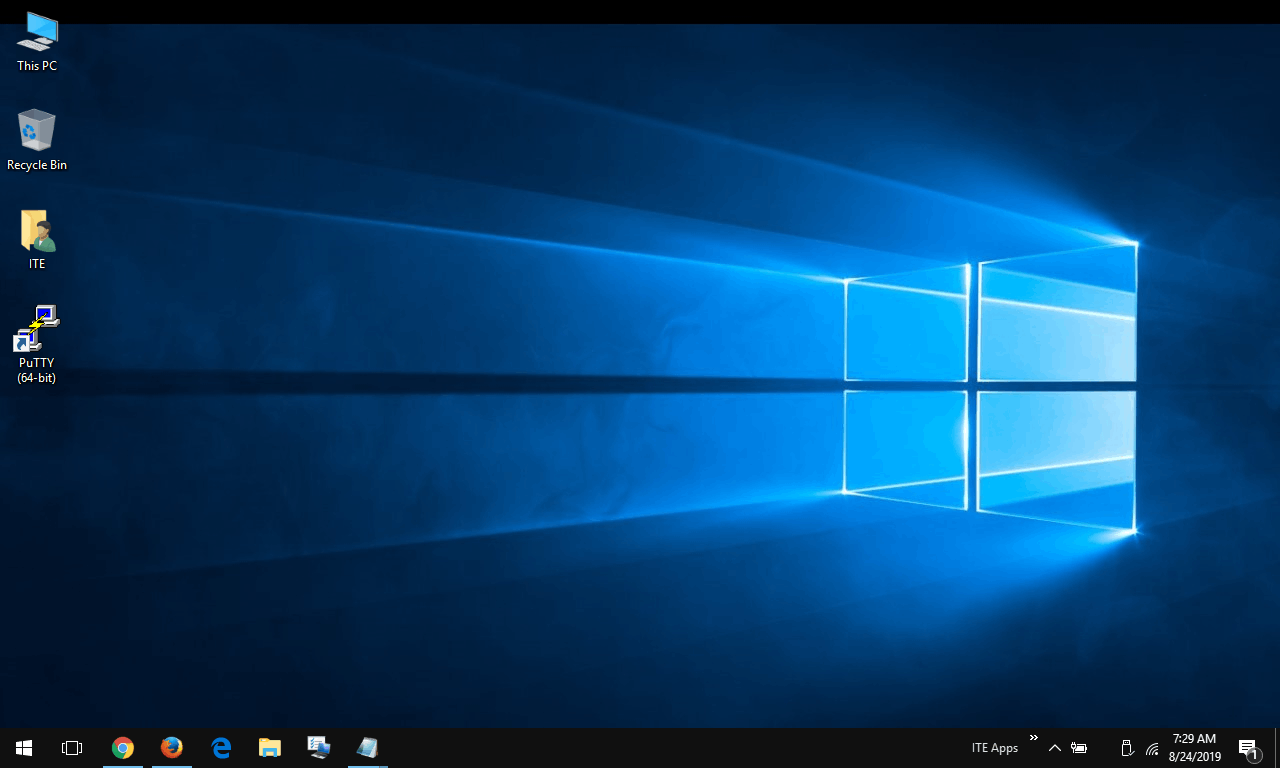 This PC
Recycle Bin
ITE
PuTTY
(64-bit)
ITE Apps
7:29 AM
8/24/2019
1